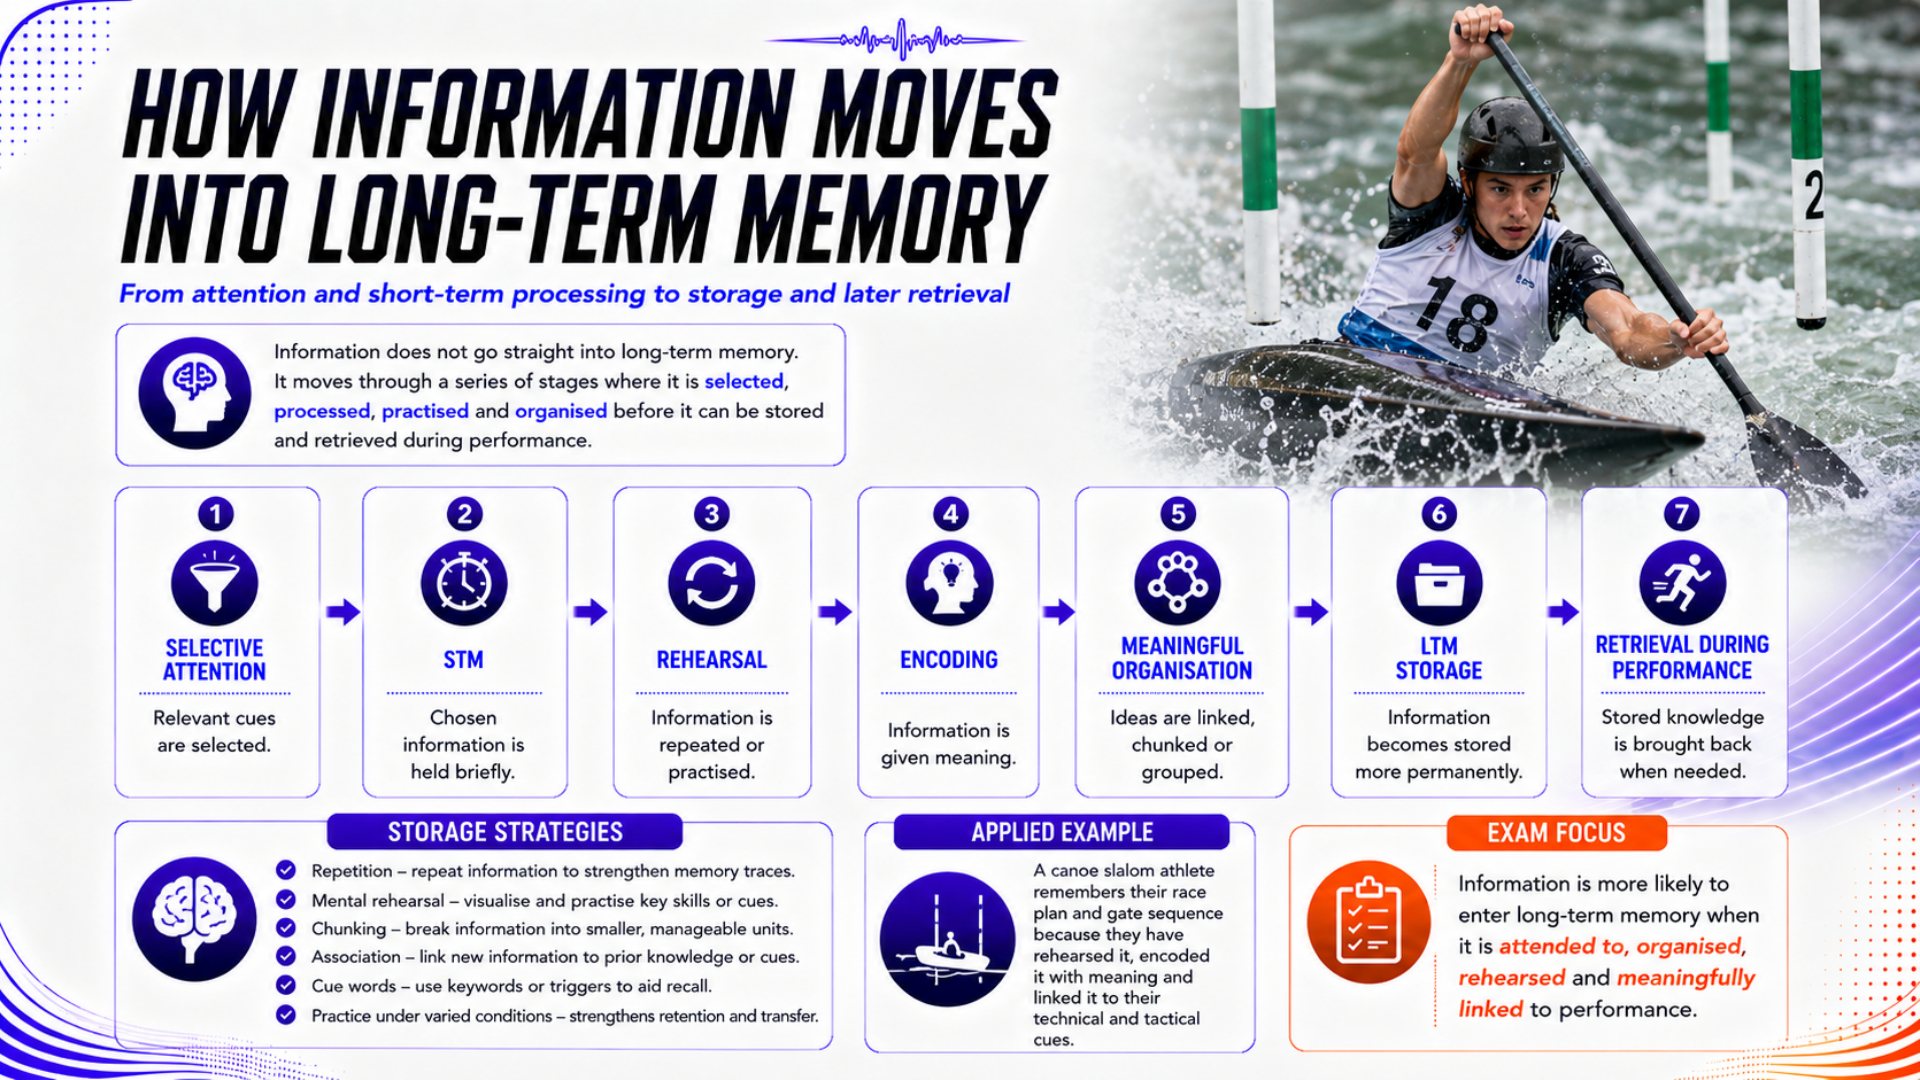 HOW INFORMATION MOVES
INTO LONG-TERM MEMORY
From attention and short-term processing to storage and later retrieval
Information does not go straight into long-term memory.
It moves through a series of stages where it is selected,
processed, practised and organised before it can be stored
and retrieved during performance.
2
18
1
SELECTIVE
ATTENTION
Relevant cues
are selected.
2
STM
Chosen
information is
held briefly.
3
REHEARSAL
Information is
repeated or
practised.
4
ENCODING
Information is
given meaning.
5
MEANINGFUL
ORGANISATION
Ideas are linked,
chunked or
grouped.
6
LTM
STORAGE
Information
becomes stored
more permanently.
7
RETRIEVAL DURING
PERFORMANCE
Stored knowledge
is brought back
when needed.
STORAGE STRATEGIES
Repetition – repeat information to strengthen memory traces.
Mental rehearsal – visualise and practise key skills or cues.
Chunking – break information into smaller, manageable units.
Association – link new information to prior knowledge or cues.
Cue words – use keywords or triggers to aid recall.
Practice under varied conditions – strengthens retention and transfer.
APPLIED EXAMPLE
A canoe slalom athlete
remembers their race
plan and gate sequence
because they have
rehearsed it, encoded
it with meaning and
linked it to their
technical and tactical
cues.
EXAM FOCUS
Information is more likely to
enter long-term memory when
it is attended to, organised,
rehearsed and meaningfully
linked to performance.